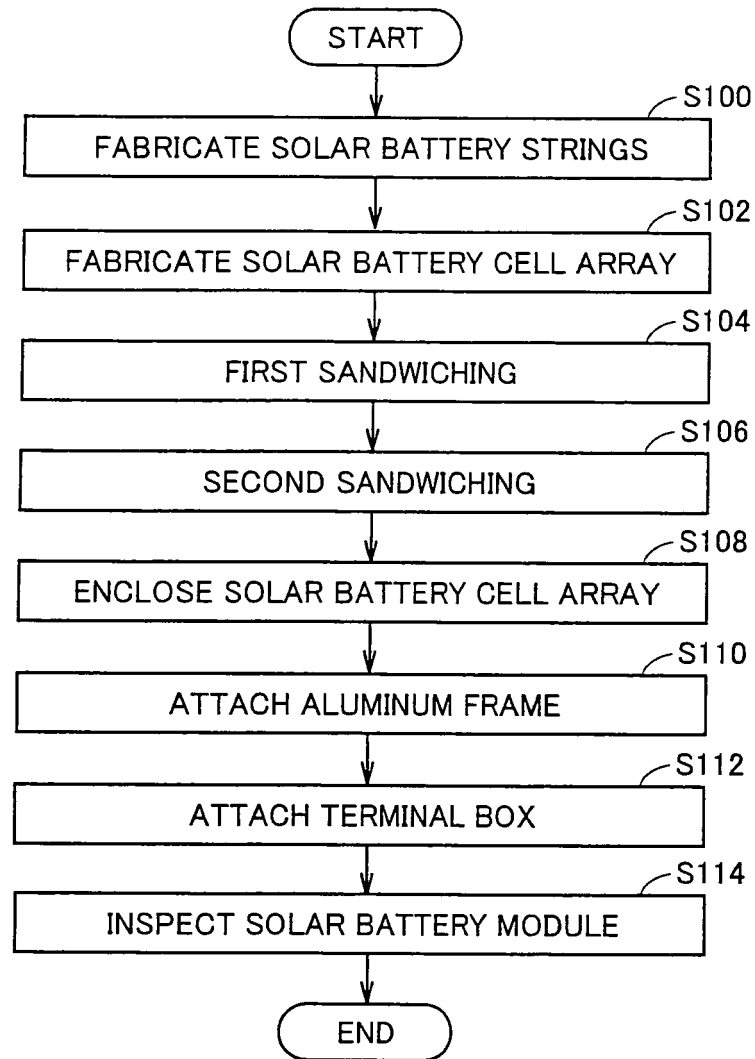 START
S100
FABRICATE SOLAR BATTERY STRINGS
S102
FABRICATE SOLAR BATTERY CELL ARRAY
S104
FIRST SANDWICHING
S106
SECOND SANDWICHING
S108
ENCLOSE SOLAR BATTERY CELL ARRAY
S110
ATTACH ALUMINUM FRAME
S112
ATTACH TERMINAL BOX
S114
INSPECT SOLAR BATTERY MODULE
END